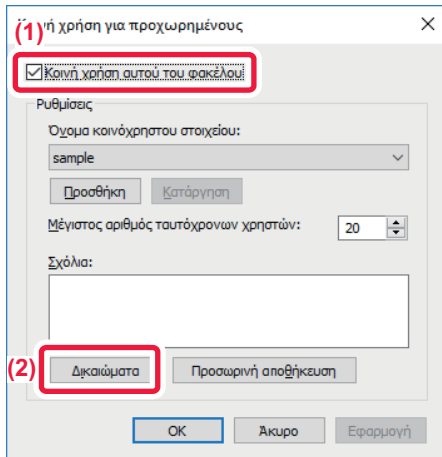 (1)
Κοινή χρήση για προχωρημένους
Κοινή χρήση αυτού του φακέλου
Ρυθμίσεις
Όνομα κοινόχρηστου στοιχείου:
sample
Προσθήκη Κατάργηση
Μέγιστος αριθμός ταυτόχρονων χρηστών: 20
Σχόλια:
(2) Δικαιώματα Προσωρινή αποθήκευση
OK Άκυρο Εφαρμογή